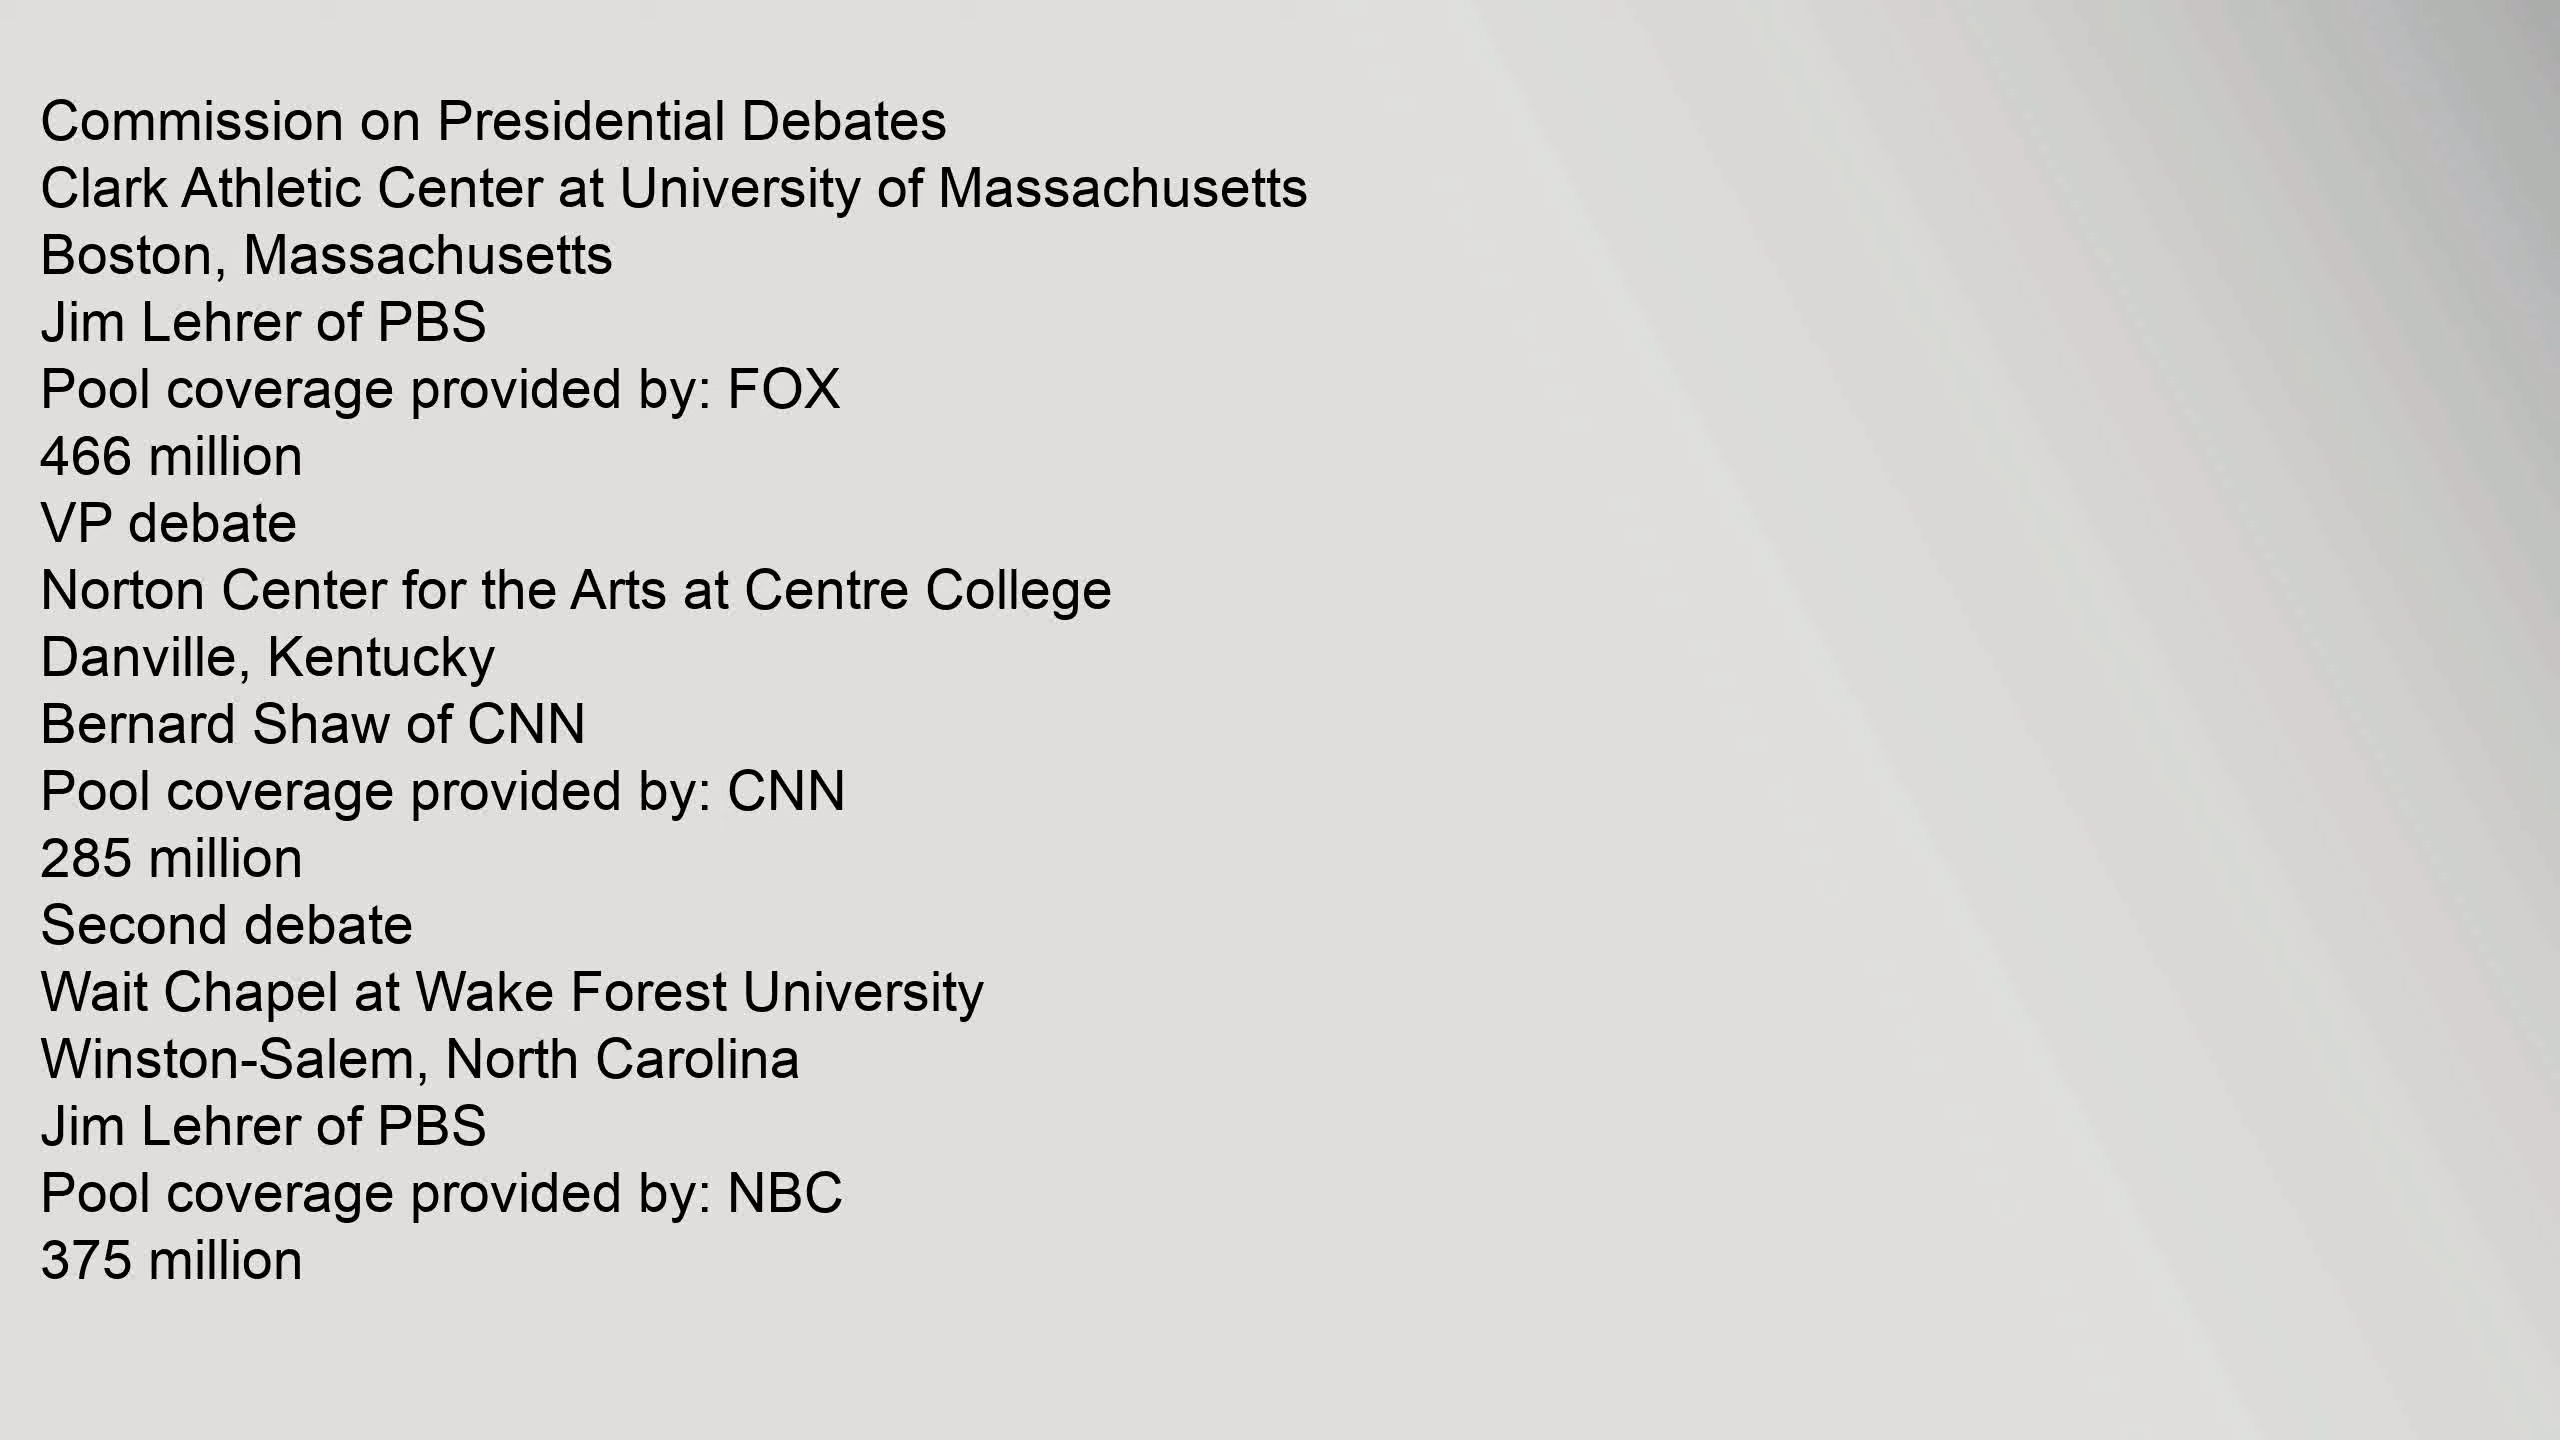 Commission on Presidential Debates
Clark Athletic Center at University of Massachusetts
Boston, Massachusetts
Jim Lehrer of PBS
Pool coverage provided by: FOX
466 million
VP debate
Norton Center for the Arts at Centre College
Danville, Kentucky
Bernard Shaw of CNN
Pool coverage provided by: CNN
285 million
Second debate
Wait Chapel at Wake Forest University
Winston-Salem, North Carolina
Jim Lehrer of PBS
Pool coverage provided by: NBC
375 million